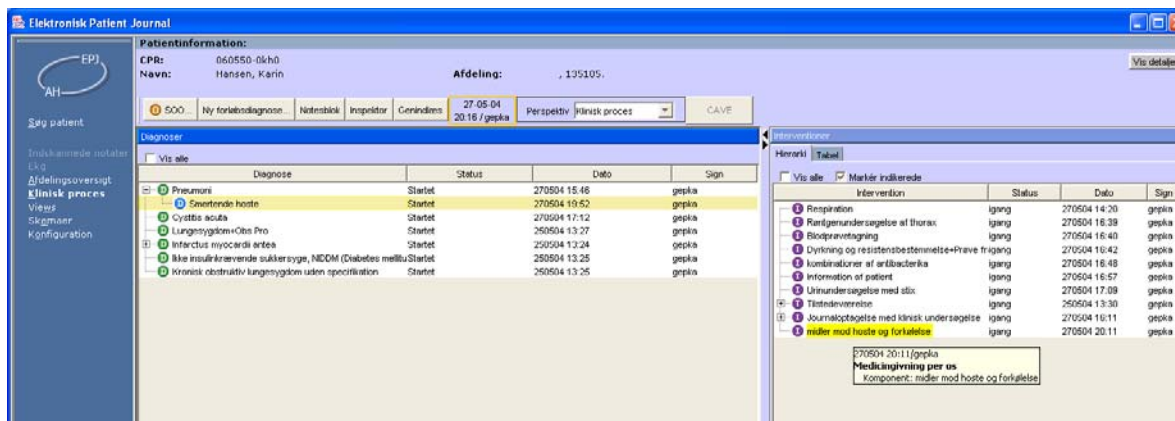 Elektronisk Patient Journal
EPJ
AH
Søg patient
Indskannede notater
Ekg
Afdelingsoversigt
Klinisk proces
Views
Skemaer
Konfiguration
Patientinformation:
CPR: 060550-0kh0
Navn: Hansen, Karin Afdeling: , 135105.
Vis detalje
SOO... Ny forløbsdiagnose... Notesblok Inspektor Genindlæs 27-05-04 20:16 / gepka Perspektiv Klinisk proces CAVE
Diagnoser
Vis alle
Diagnose Status Dato Sign
D Pneumoni Startet 270504 15:46 gepka
D Smertende hoste Startet 270504 19:52 gepka
D Cystitis acuta Startet 270504 17:12 gepka
D Lungesygdom+Obs Pro Startet 250504 13:27 gepka
D Infarctus myocardii antea Startet 250504 13:24 gepka
D Ikke insulinkrævende sukkersyge, NIDDM (Diabetes mellitu Startet 250504 13:25 gepka
D Kronisk obstruktiv lungesygdom uden specifikation Startet 250504 13:25 gepka
Interventioner
Hierarki Tabel
Vis alle Markér indikerede
Intervention Status Dato Sign
I Respiration igang 270504 14:20 gepka
I Røntgenundersøgelse af thorax igang 270504 16:39 gepka
I Blodprøvetagning igang 270504 16:40 gepka
I Dyrkning og resistensbestemmelse+Prøve fr igang 270504 16:42 gepka
I kombinationer af antibacterika igang 270504 16:48 gepka
I Information af patient igang 270504 16:57 gepka
I Urinundersøgelse med stix igang 270504 17:09 gepka
I Tilstedeværelse igang 250504 13:30 gepka
I Journaloptagelse med klinisk undersøgelse igang 270504 16:11 gepka
I midler mod hoste og forkølelse igang 270504 20:11 gepka
270504 20:11/gepka
Medicingivning per os
Komponent: midler mod hoste og forkølelse